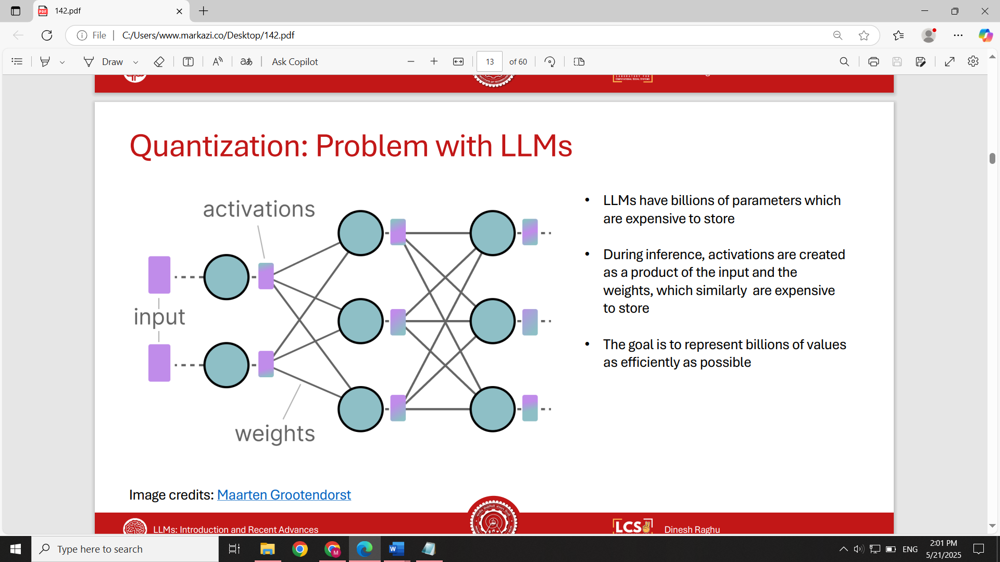 142.pdf
File
C:/Users/www.markazi.co/Desktop/142.pdf
Draw
Ask Copilot
13 of 60
Quantization: Problem with LLMs
activations
input
weights
• LLMs have billions of parameters which
are expensive to store
• During inference, activations are created
as a product of the input and the
weights, which similarly are expensive
to store
• The goal is to represent billions of values
as efficiently as possible
Image credits: Maarten Grootendorst
LLMs: Introduction and Recent Advances
LCS
Dinesh Raghu
Type here to search
ENG
2:01 PM
5/21/2025